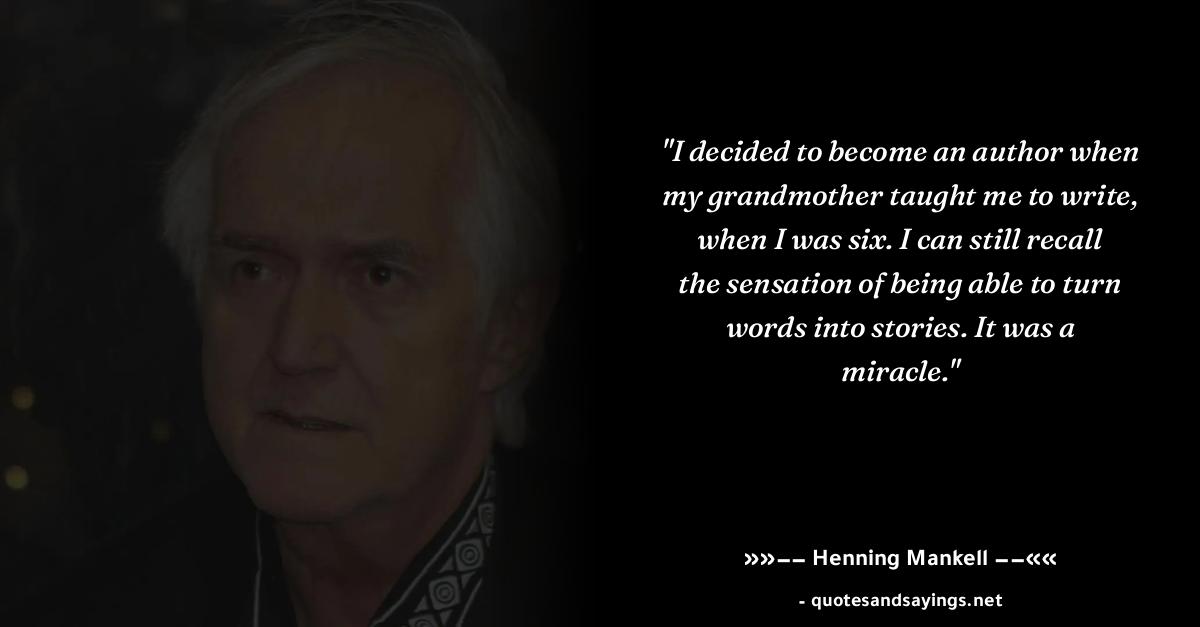 "I decided to become an author when
my grandmother taught me to write,
when I was six. I can still recall
the sensation of being able to turn
words into stories. It was a
miracle."
»»−− Henning Mankell −−««
- quotesandsayings.net